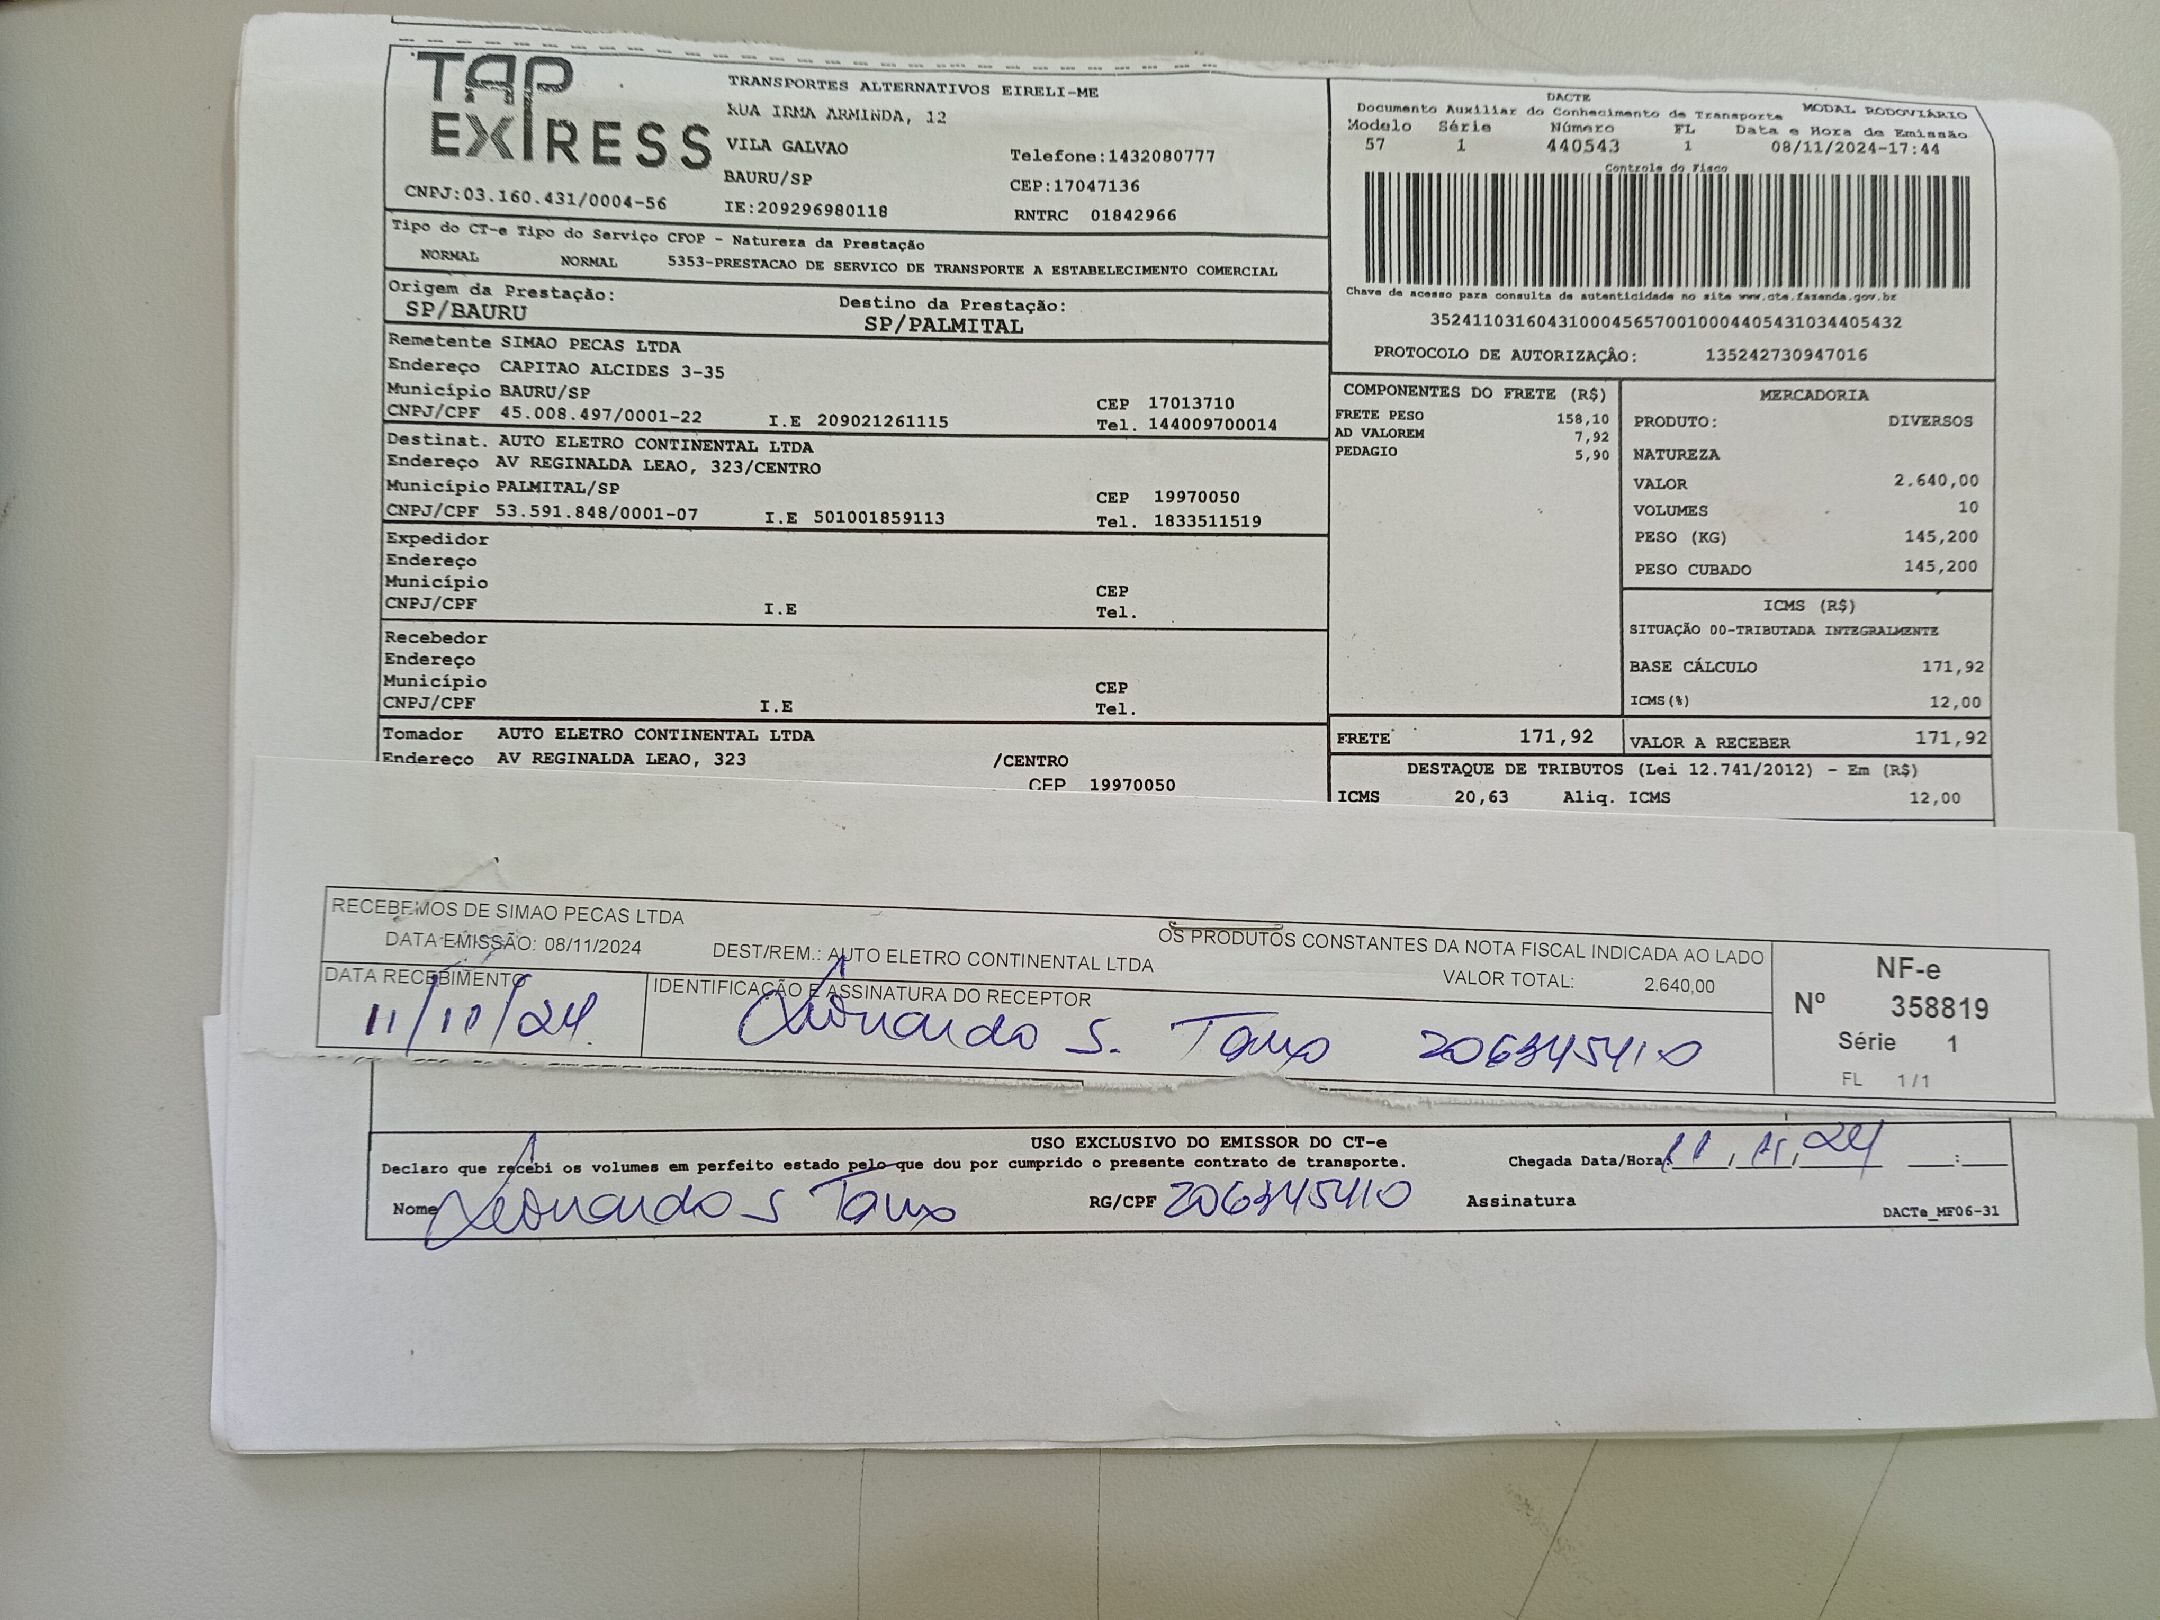 TAP
EXPRESS
TRANSPORTES ALTERNATIVOS EIRELI-ME
RUA IRMA ARMINDA, 12
VILA GALVAO
Telefone:1432080777
BAURU/SP
CEP:17047136
CNPJ:03.160.431/0004-56
IE:209296980118
RNTRC 01842966
DACTE
Documento Auxiliar do Conhecimento de Transporte
MODAL RODOVIÁRIO
Modelo Série Número FL Data e Hora de Emissão
57 1 440543 1 08/11/2024-17:44
Controle do Fisco
Chave de acesso para consulta de autenticidade no site www.cte.fazenda.gov.br
35241103160431000456570010004405431034405432
PROTOCOLO DE AUTORIZAÇÃO: 135242730947016
Tipo do CT-e Tipo do Serviço CFOP - Natureza da Prestação
NORMAL NORMAL 5353-PRESTACAO DE SERVICO DE TRANSPORTE A ESTABELECIMENTO COMERCIAL
Origem da Prestação:
SP/BAURU
Destino da Prestação:
SP/PALMITAL
Remetente SIMAO PECAS LTDA
Endereço CAPITAO ALCIDES 3-35
Município BAURU/SP CEP 17013710
CNPJ/CPF 45.008.497/0001-22 I.E 209021261115 Tel. 144009700014
Destinat. AUTO ELETRO CONTINENTAL LTDA
Endereço AV REGINALDA LEAO, 323/CENTRO
Município PALMITAL/SP CEP 19970050
CNPJ/CPF 53.591.848/0001-07 I.E 501001859113 Tel. 1833511519
Expedidor
Endereço
Município CEP
CNPJ/CPF I.E Tel.
Recebedor
Endereço
Município CEP
CNPJ/CPF I.E Tel.
Tomador AUTO ELETRO CONTINENTAL LTDA
Endereço AV REGINALDA LEAO, 323 /CENTRO
CEP 19970050
COMPONENTES DO FRETE (R$)
FRETE PESO 158,10
AD VALOREM 7,92
PEDAGIO 5,90
MERCADORIA
PRODUTO: DIVERSOS
NATUREZA
VALOR 2.640,00
VOLUMES 10
PESO (KG) 145,200
PESO CUBADO 145,200
ICMS (R$)
SITUAÇÃO 00-TRIBUTADA INTEGRALMENTE
BASE CÁLCULO 171,92
ICMS(%) 12,00
FRETE 171,92
VALOR A RECEBER 171,92
DESTAQUE DE TRIBUTOS (Lei 12.741/2012) - Em (R$)
ICMS 20,63 Aliq. ICMS 12,00
RECEBEMOS DE SIMAO PECAS LTDA
OS PRODUTOS CONSTANTES DA NOTA FISCAL INDICADA AO LADO
DATA EMISSÃO: 08/11/2024 DEST/REM.: AUTO ELETRO CONTINENTAL LTDA VALOR TOTAL: 2.640,00
DATA RECEBIMENTO
11/11/24
IDENTIFICAÇÃO E ASSINATURA DO RECEPTOR
Leonardo S.
NF-e
Nº 358819
Série 1
FL 1/1
USO EXCLUSIVO DO EMISSOR DO CT-e
Declaro que recebi os volumes em perfeito estado pelo que dou por cumprido o presente contrato de transporte.
Chegada Data/Hora 11/11/24 __:__
Nome Leonardo S
RG/CPF
Assinatura
DACTe_MF06-31